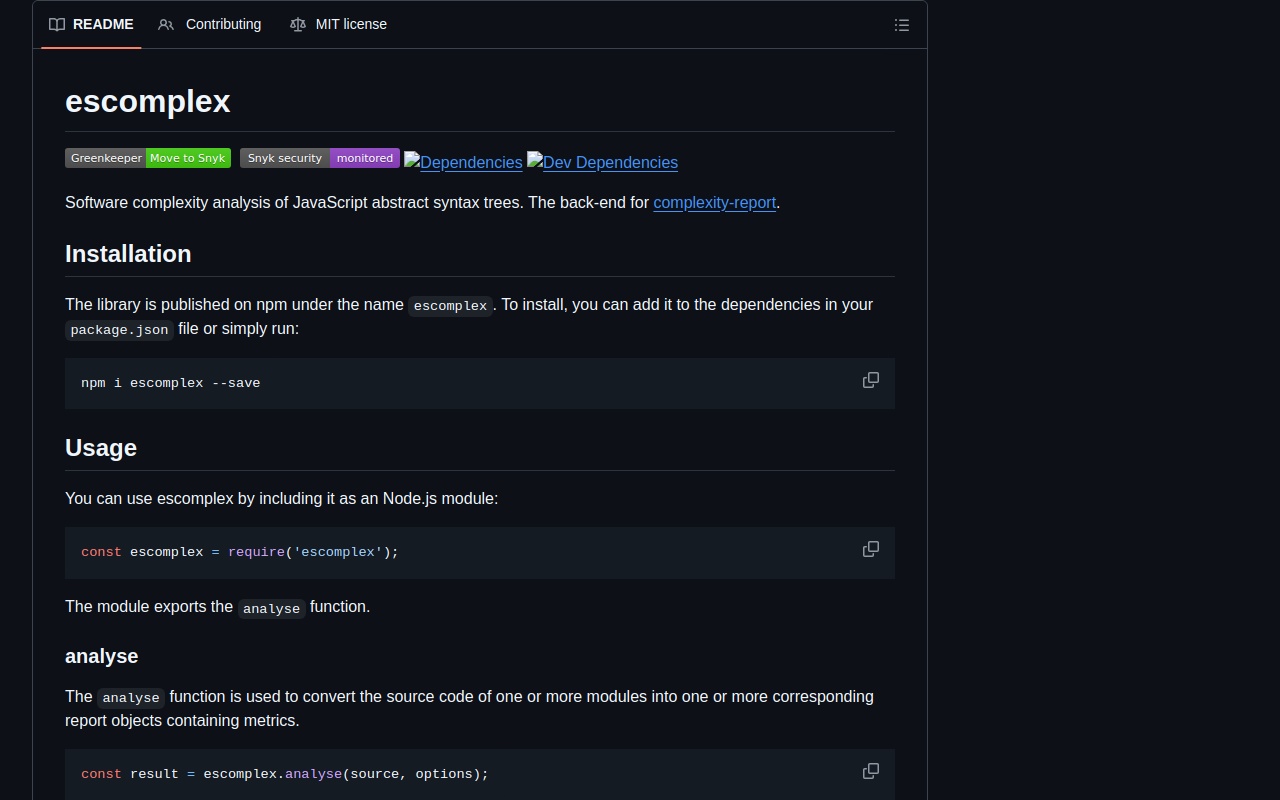 README Contributing MIT license
escomplex
Greenkeeper Move to Snyk Snyk security monitored Dependencies Dev Dependencies
Software complexity analysis of JavaScript abstract syntax trees. The back-end for complexity-report.
Installation
The library is published on npm under the name escomplex. To install, you can add it to the dependencies in your
package.json file or simply run:
npm i escomplex --save
Usage
You can use escomplex by including it as an Node.js module:
const escomplex = require('escomplex');
The module exports the analyse function.
analyse
The analyse function is used to convert the source code of one or more modules into one or more corresponding
report objects containing metrics.
const result = escomplex.analyse(source, options);